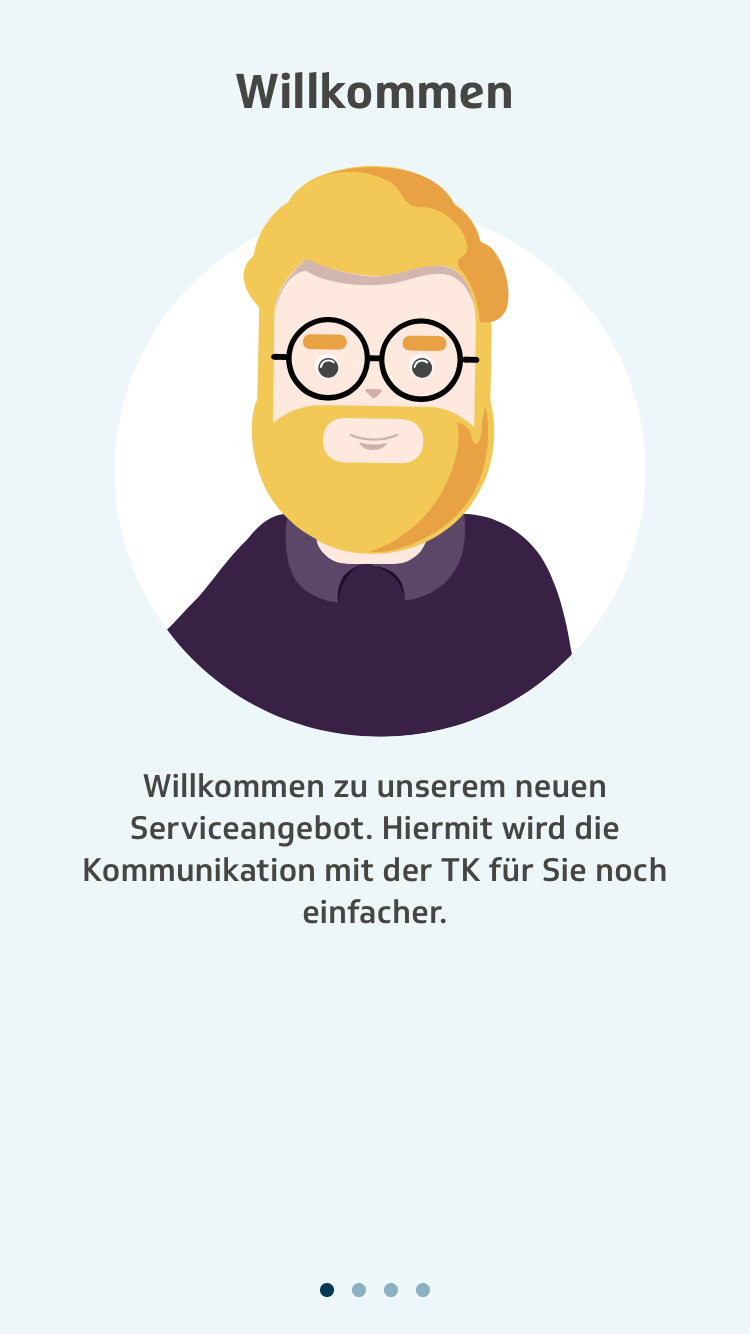 Willkommen
Willkommen zu unserem neuen
Serviceangebot. Hiermit wird die
Kommunikation mit der TK für Sie noch
einfacher.